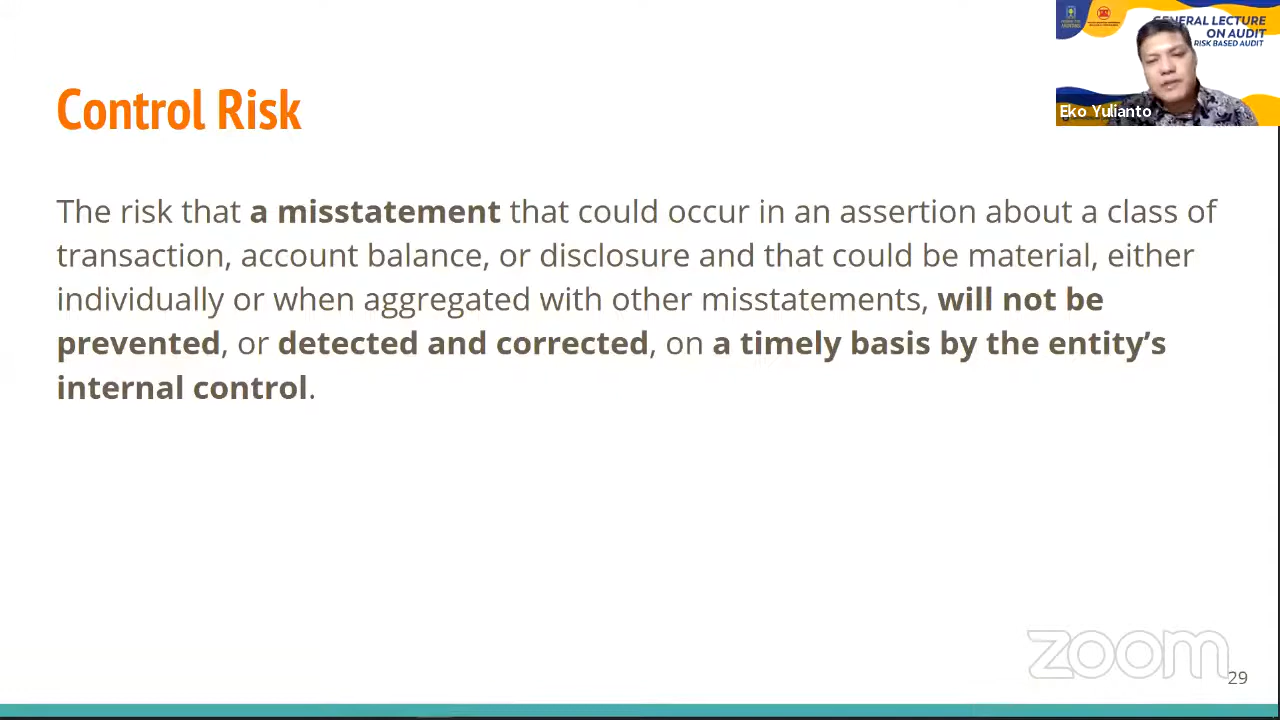 GENERAL LECTURE
ON AUDIT
RISK BASED AUDIT
Eko Yulianto
Control Risk
The risk that a misstatement that could occur in an assertion about a class of
transaction, account balance, or disclosure and that could be material, either
individually or when aggregated with other misstatements, will not be
prevented, or detected and corrected, on a timely basis by the entity’s
internal control.
zoom
29